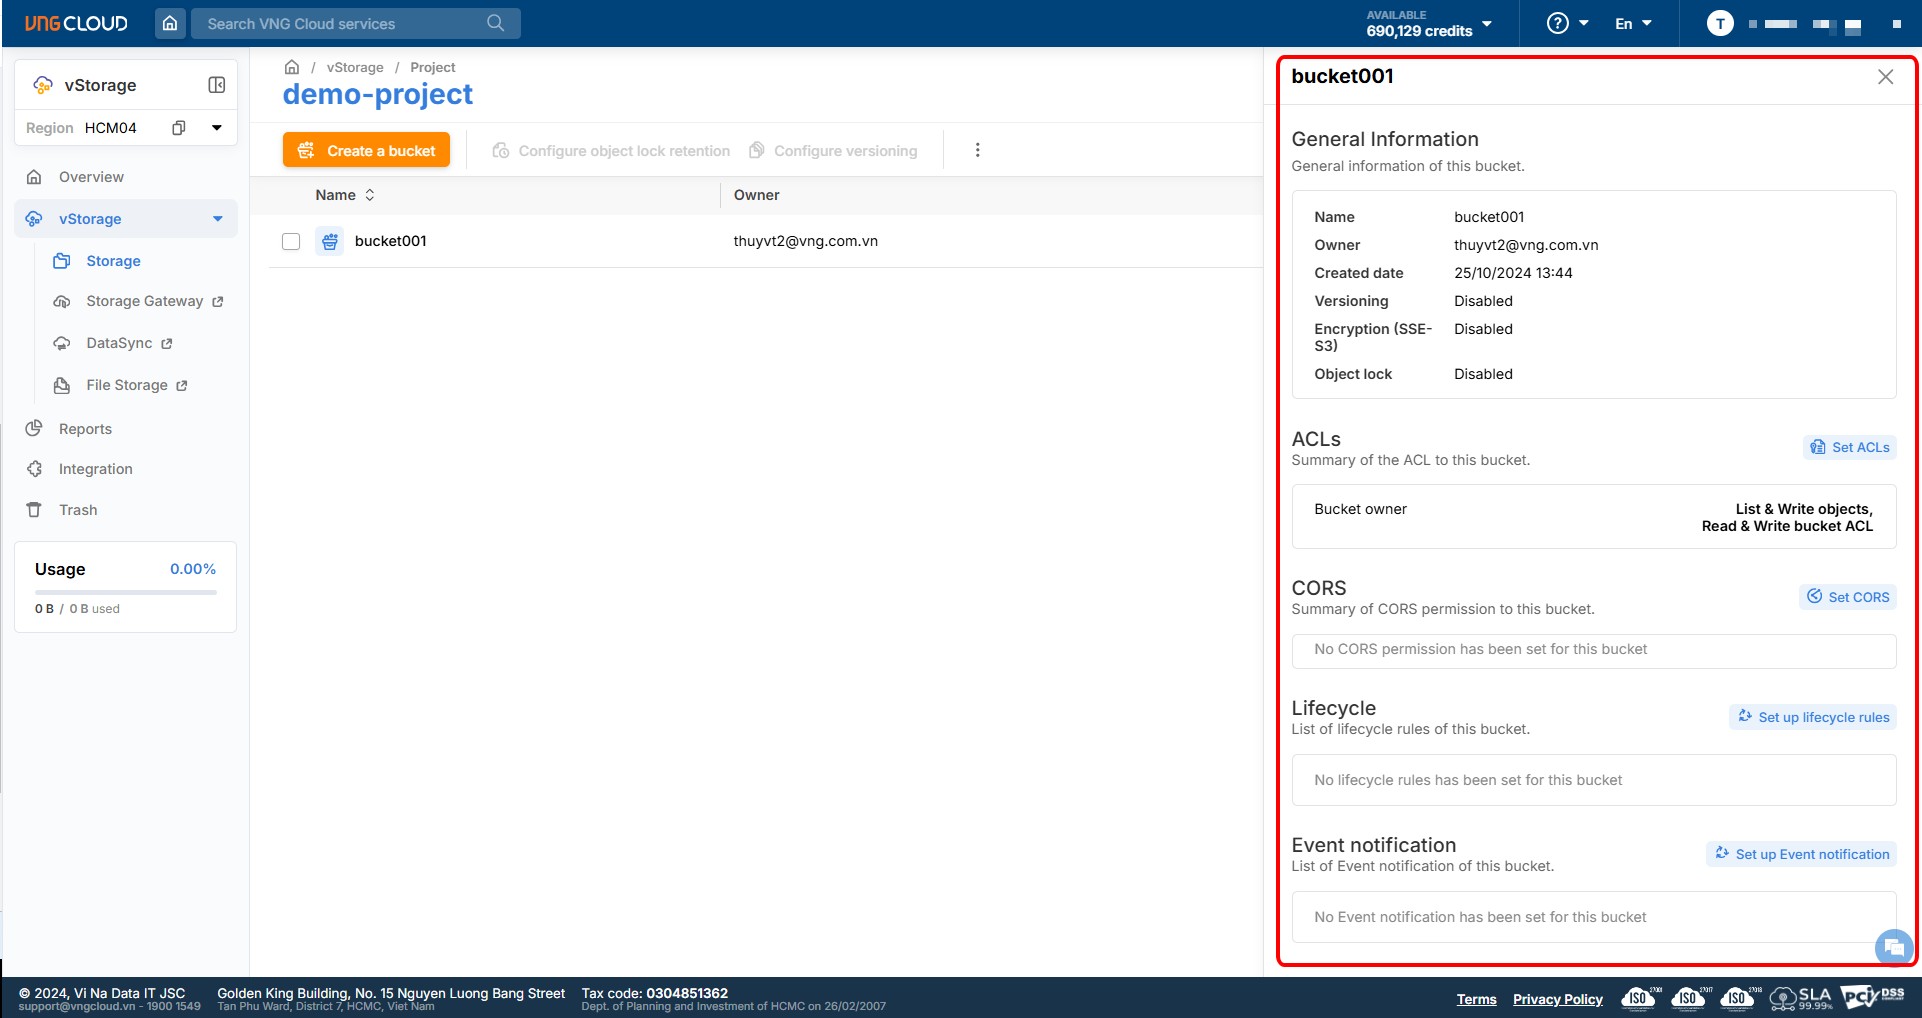 VNG CLOUD
Search VNG Cloud services
AVAILABLE
690,129 credits
?
En
T
vStorage
Region HCM04
Overview
vStorage
Storage
Storage Gateway
DataSync
File Storage
Reports
Integration
Trash
Usage 0.00%
0 B / 0 B used
/ vStorage / Project
demo-project
Create a bucket
Configure object lock retention
Configure versioning
Name Owner
bucket001 thuyvt2@vng.com.vn
bucket001
General Information
General information of this bucket.
Name bucket001
Owner thuyvt2@vng.com.vn
Created date 25/10/2024 13:44
Versioning Disabled
Encryption (SSE- Disabled
S3)
Object lock Disabled
ACLs
Set ACLs
Summary of the ACL to this bucket.
Bucket owner List & Write objects,
Read & Write bucket ACL
CORS
Set CORS
Summary of CORS permission to this bucket.
No CORS permission has been set for this bucket
Lifecycle
Set up lifecycle rules
List of lifecycle rules of this bucket.
No lifecycle rules has been set for this bucket
Event notification
Set up Event notification
List of Event notification of this bucket.
No Event notification has been set for this bucket
© 2024, Vi Na Data IT JSC
support@vngcloud.vn - 1900 1549
Golden King Building, No. 15 Nguyen Luong Bang Street
Tan Phu Ward, District 7, HCMC, Viet Nam
Tax code: 0304851362
Dept. of Planning and Investment of HCMC on 26/02/2007
Terms
Privacy Policy
ISO 27001
ISO 27017
ISO 27018
SLA
99.99%
PCI DSS